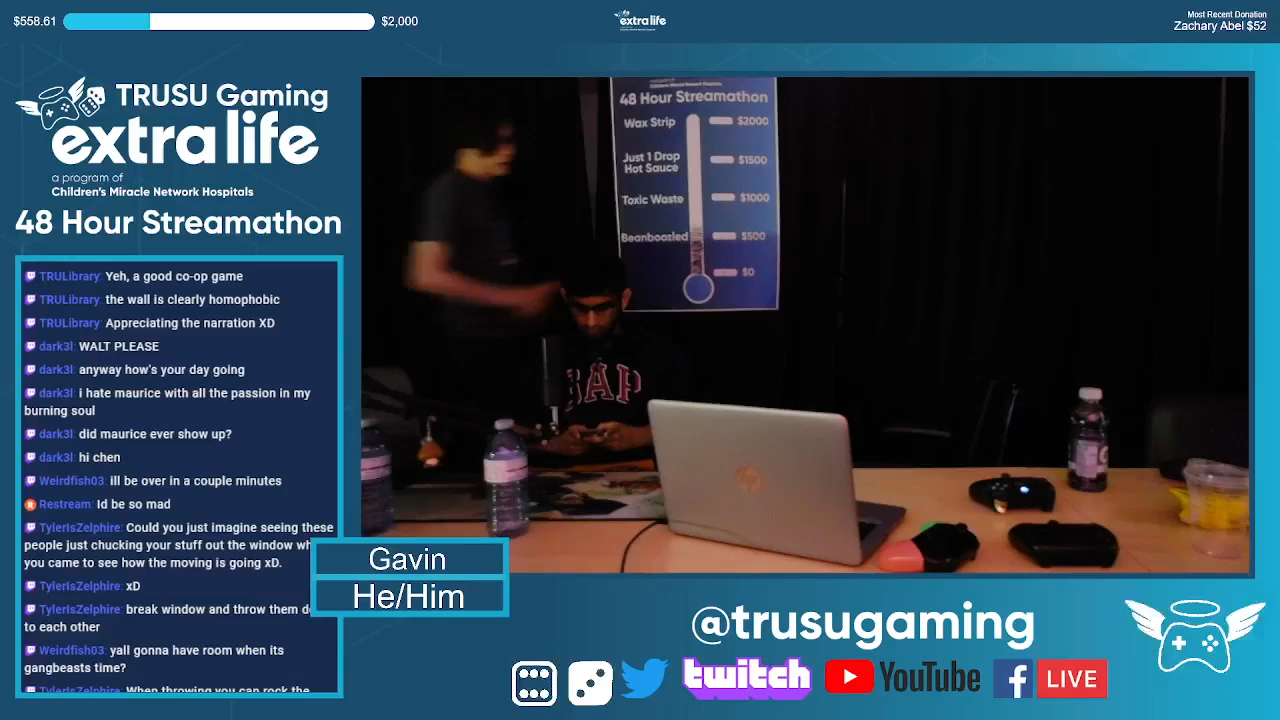 $558.61
$2,000
extra life
Most Recent Donation
Zachary Abel $52
TRUSU Gaming
extra life
a program of
Children's Miracle Network Hospitals
48 Hour Streamathon
TRULibrary: Yeh, a good co-op game
TRULibrary: the wall is clearly homophobic
TRULibrary: Appreciating the narration XD
dark3l: WALT PLEASE
dark3l: anyway how's your day going
dark3l: i hate maurice with all the passion in my
burning soul
dark3l: did maurice ever show up?
dark3l: hi chen
Weirdfish03: ill be over in a couple minutes
Restream: Id be so mad
TylerIsZelphire: Could you just imagine seeing these
people just chucking your stuff out the window
you came to see how the moving is going xD.
TylerIsZelphire: xD
TylerIsZelphire: break window and throw them
to each other
Weirdfish03: yall gonna have room when its
gangbeasts time?
TylerIsZelphire: When throwing you can rock the
48 Hour Streamathon
Wax Strip $2000
Just 1 Drop
Hot Sauce $1500
Toxic Waste $1000
Beanboozled $500
$0
GAP
hp
Gavin
He/Him
@trusugaming
twitch
YouTube
f LIVE